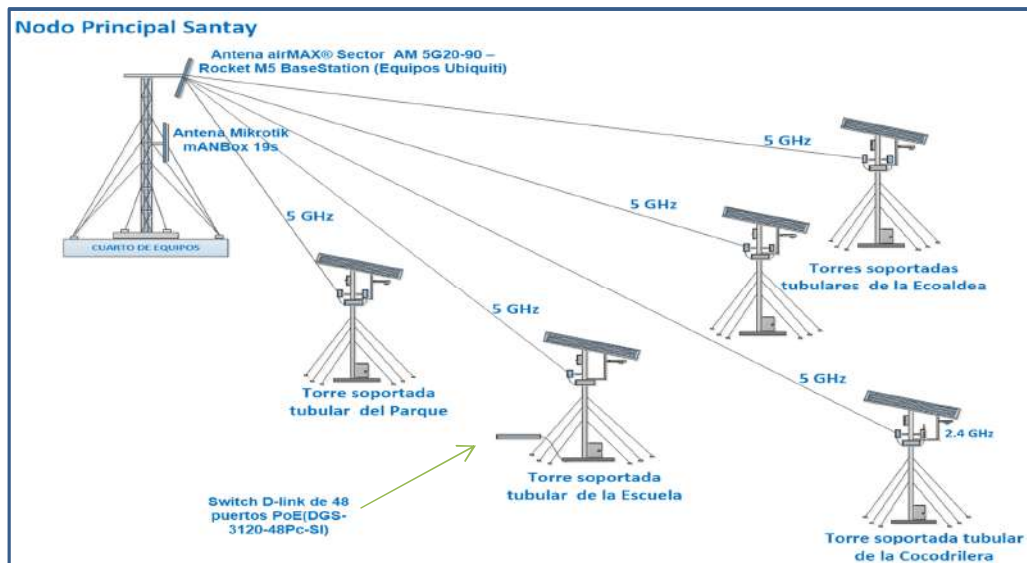 Nodo Principal Santay
Antena airMAX® Sector AM 5G20-90 –
Rocket M5 BaseStation (Equipos Ubiquiti)
Antena Mikrotik
mANBox 19s
CUARTO DE EQUIPOS
5 GHz
5 GHz
5 GHz
5 GHz
5 GHz
Torres soportadas
tubulares de la Ecoaldea
Torre soportada
tubular del Parque
2.4 GHz
Torre soportada
tubular de la Escuela
Switch D-link de 48
puertos PoE(DGS-
3120-48Pc-SI)
Torre soportada tubular
de la Cocodrilera